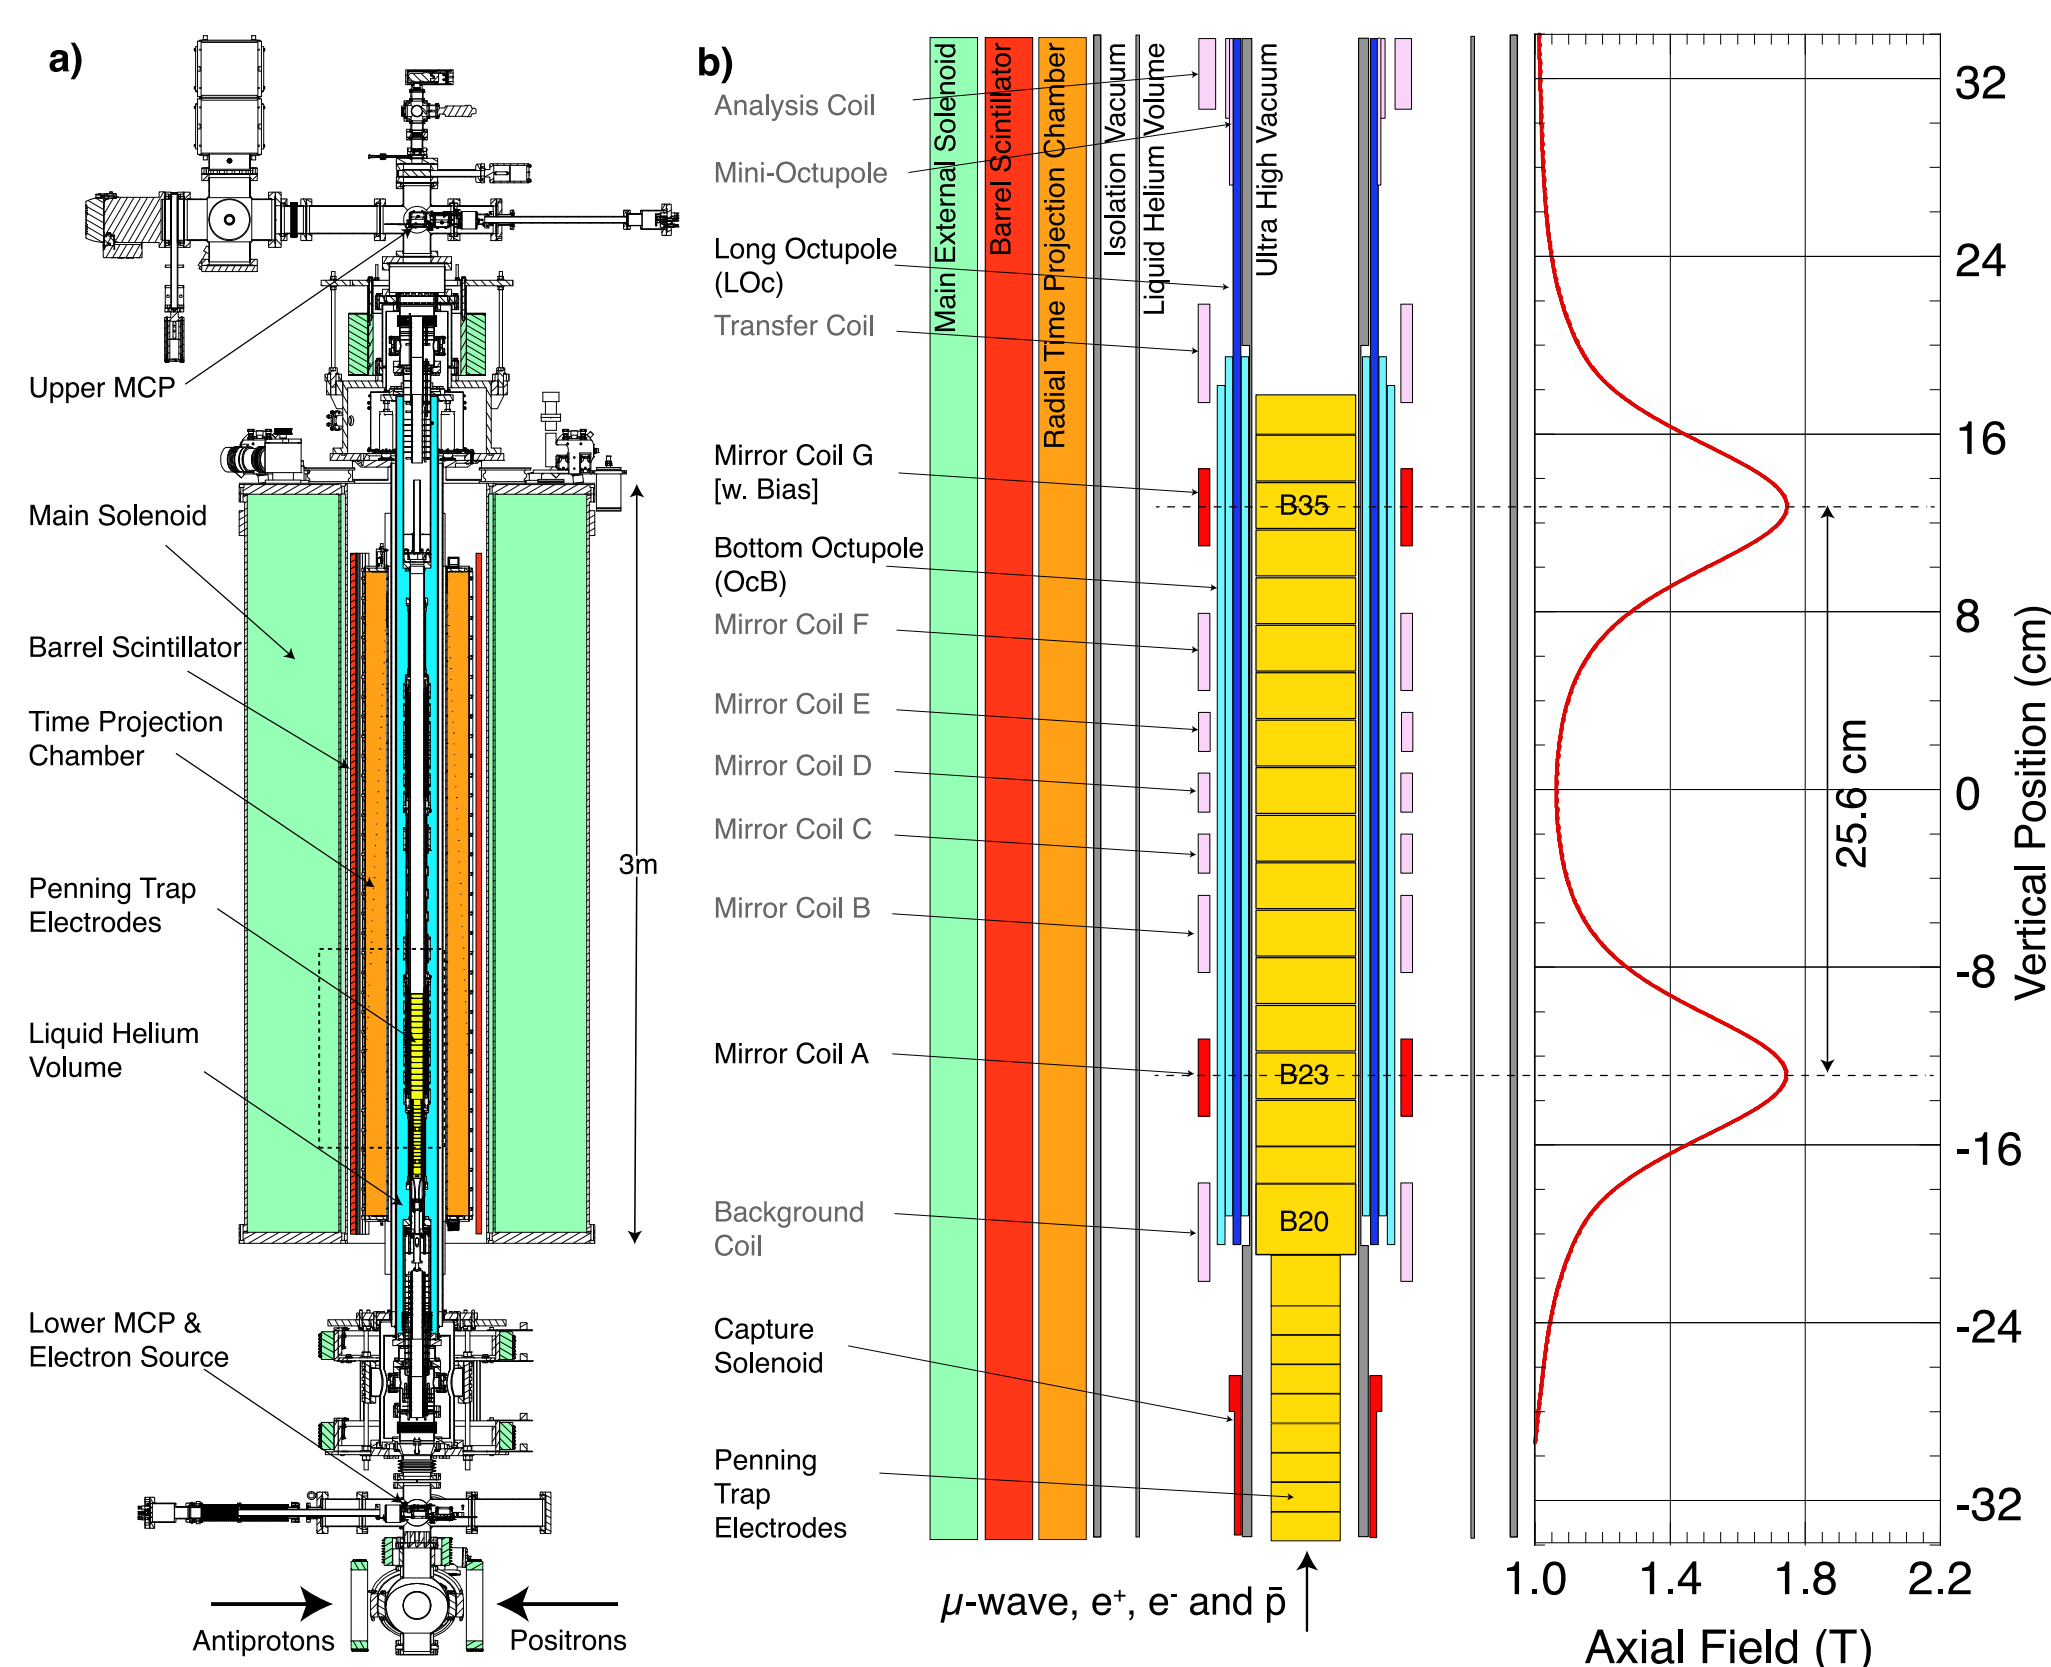 a)
Upper MCP
Main Solenoid
Barrel Scintillator
Time Projection
Chamber
Penning Trap
Electrodes
Liquid Helium
Volume
Lower MCP &
Electron Source
3m
Antiprotons
Positrons
b)
Analysis Coil
Mini-Octupole
Long Octupole
(LOc)
Transfer Coil
Mirror Coil G
[w. Bias]
Bottom Octupole
(OcB)
Mirror Coil F
Mirror Coil E
Mirror Coil D
Mirror Coil C
Mirror Coil B
Mirror Coil A
Background
Coil
Capture
Solenoid
Penning
Trap
Electrodes
Main External Solenoid
Barrel Scintillator
Radial Time Projection Chamber
Isolation Vacuum
Liquid Helium Volume
Ultra High Vacuum
B35
B23
B20
μ-wave, e⁺, e⁻ and p̄
25.6 cm
32
24
16
8
0
-8
-16
-24
-32
Vertical Position (cm)
1.0
1.4
1.8
2.2
Axial Field (T)